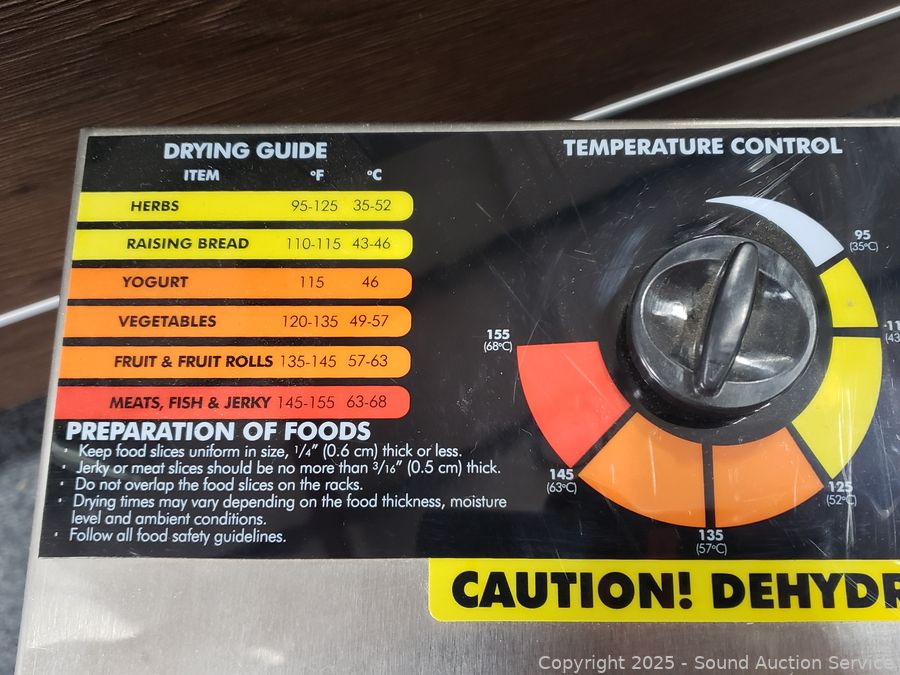 DRYING GUIDE
ITEM °F °C
HERBS 95-125 35-52
RAISING BREAD 110-115 43-46
YOGURT 115 46
VEGETABLES 120-135 49-57
FRUIT & FRUIT ROLLS 135-145 57-63
MEATS, FISH & JERKY 145-155 63-68
PREPARATION OF FOODS
· Keep food slices uniform in size, 1/4" (0.6 cm) thick or less.
· Jerky or meat slices should be no more than 3/16" (0.5 cm) thick.
· Do not overlap the food slices on the racks.
· Drying times may vary depending on the food thickness, moisture
level and ambient conditions.
· Follow all food safety guidelines.
TEMPERATURE CONTROL
95
(35°C)
155
(68°C)
145
(63°C)
125
(52°C)
135
(57°C)
CAUTION!
Copyright 2025 - Sound Auction Service